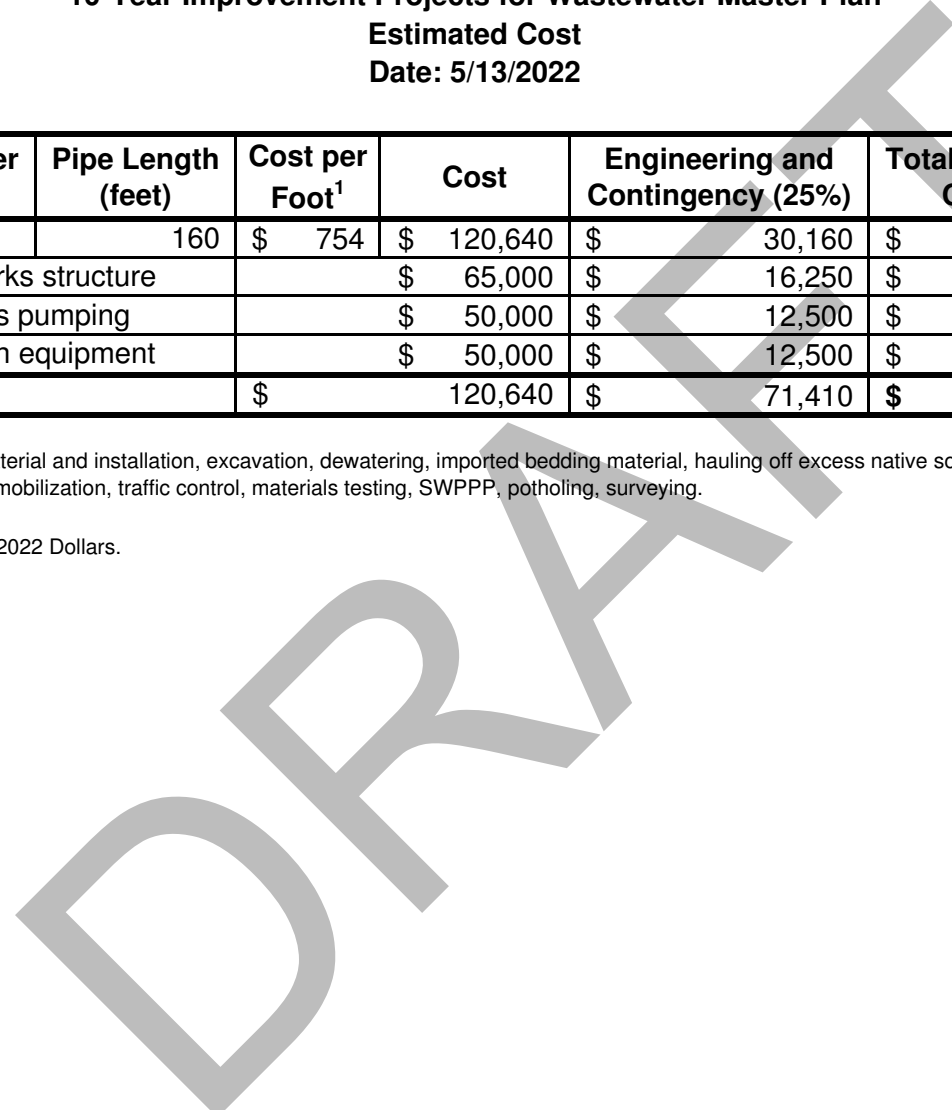 10-Year Improvement Projects for Wastewater Master Plan
Estimated Cost
Date: 5/13/2022
er Pipe Length (feet) Cost per Foot¹ Cost Engineering and Contingency (25%) Total
160 $ 754 $ 120,640 $ 30,160 $
rks structure $ 65,000 $ 16,250 $
s pumping $ 50,000 $ 12,500 $
n equipment $ 50,000 $ 12,500 $
$ 120,640 $ 71,410 $
terial and installation, excavation, dewatering, imported bedding material, hauling off excess native so
mobilization, traffic control, materials testing, SWPPP, potholing, surveying.
2022 Dollars.
DRAFT